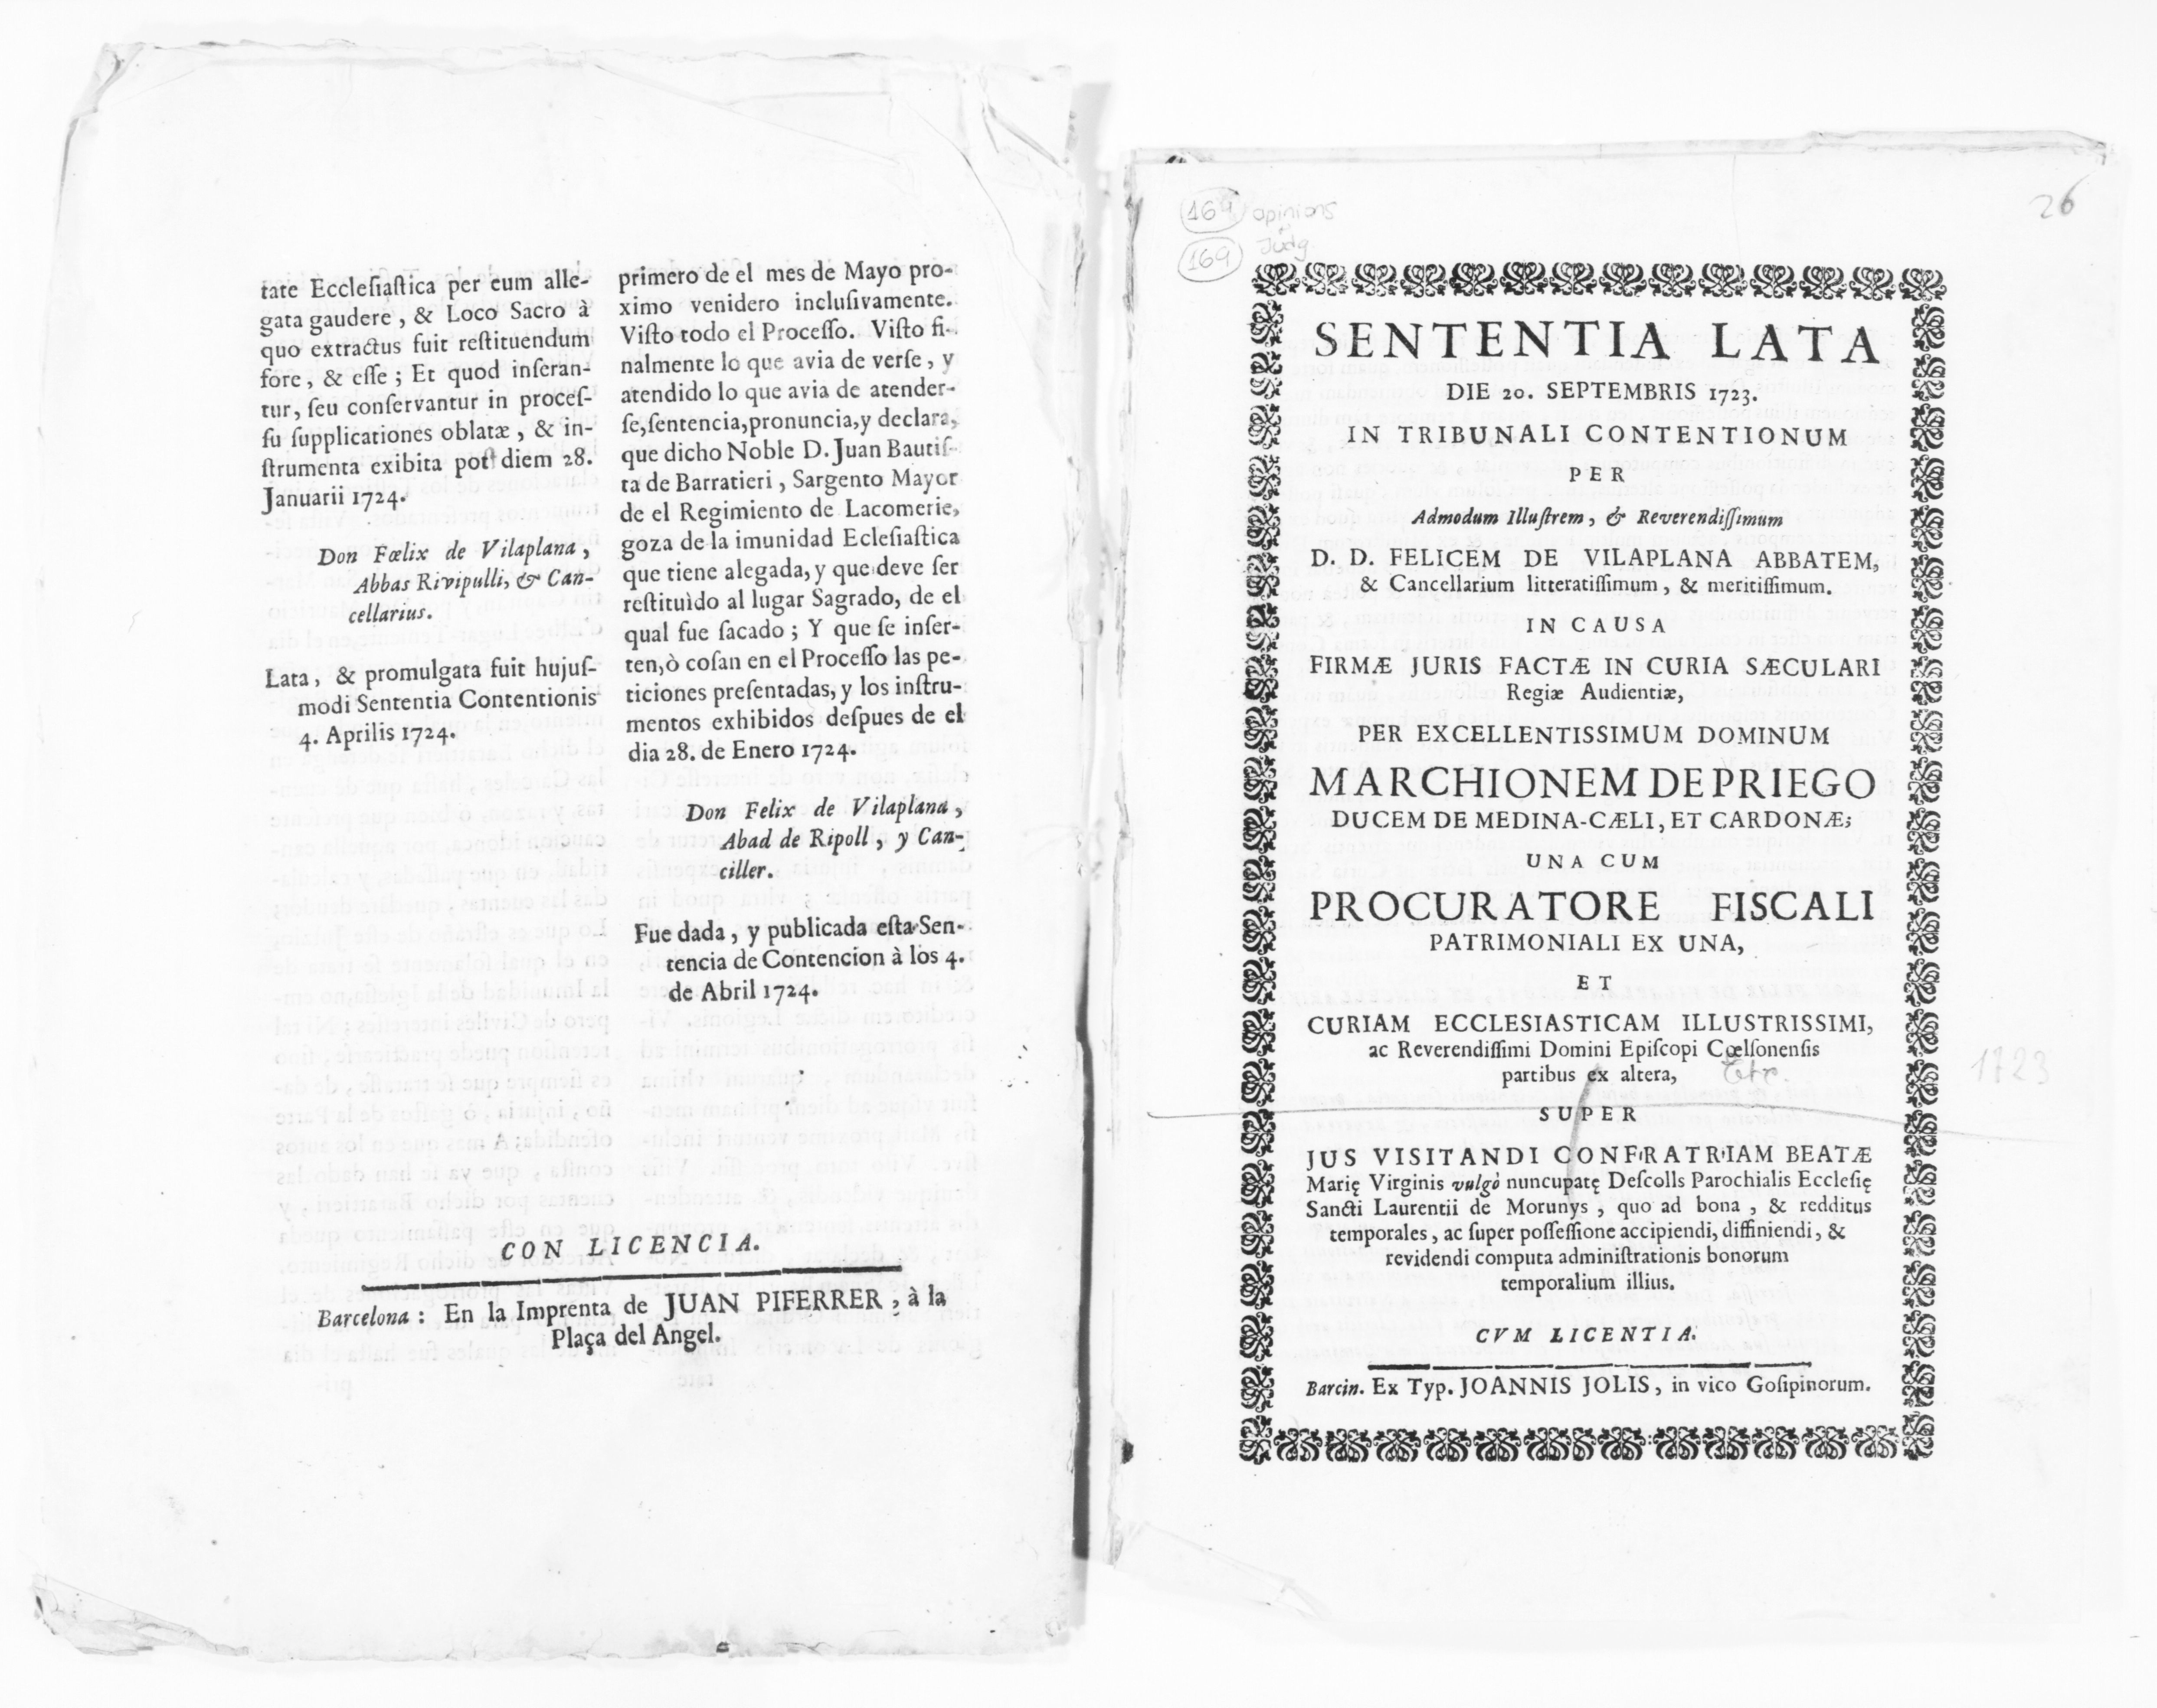 tate Eccleſiaſtica per eum alle-
gata gaudere, & Loco Sacro à
quo extractus fuit reſtituendum
fore, & eſſe; Et quod inſeran-
tur, ſeu conſervantur in proceſ-
ſu ſupplicationes oblatæ, & in-
ſtrumenta exibita poſt diem 28.
Januarii 1724.
Don Fœlix de Vilaplana,
Abbas Rivipulli, & Can-
cellarius.
Lata, & promulgata fuit hujuſ-
modi Sententia Contentionis
4. Aprilis 1724.
primero de el mes de Mayo pro-
ximo venidero incluſivamente.
Viſto todo el Proceſſo. Viſto fi-
nalmente lo que avia de verſe, y
atendido lo que avia de atender-
ſe, ſentencia, pronuncia, y declara,
que dicho Noble D. Juan Bautiſ-
ta de Barratieri, Sargento Mayor
de el Regimiento de Lacomerie,
goza de la imunidad Eccleſiaſtica
que tiene alegada, y que deve ſer
reſtituìdo al lugar Sagrado, de el
qual fue ſacado; Y que ſe inſer-
ten, ò coſan en el Proceſſo las pe-
ticiones preſentadas, y los inſtru-
mentos exhibidos deſpues de el
dia 28. de Enero 1724.
Don Felix de Vilaplana,
Abad de Ripoll, y Can-
ciller.
Fue dada, y publicada eſta Sen-
tencia de Contencion à los 4.
de Abril 1724.
CON LICENCIA.
Barcelona: En la Imprenta de JUAN PIFERRER, à la
Plaça del Angel.
169 opinions
169 Judg.
26
SENTENTIA LATA
DIE 20. SEPTEMBRIS 1723.
IN TRIBUNALI CONTENTIONUM
PER
Admodum Illuſtrem, & Reverendiſſimum
D. D. FELICEM DE VILAPLANA ABBATEM,
& Cancellarium litteratiſſimum, & meritiſſimum.
IN CAUSA
FIRMÆ JURIS FACTÆ IN CURIA SÆCULARI
Regiæ Audientiæ,
PER EXCELLENTISSIMUM DOMINUM
MARCHIONEM DE PRIEGO
DUCEM DE MEDINA-CÆLI, ET CARDONÆ;
UNA CUM
PROCURATORE FISCALI
PATRIMONIALI EX UNA,
ET
CURIAM ECCLESIASTICAM ILLUSTRISSIMI,
ac Reverendiſſimi Domini Epiſcopi Cœlſonenſis
partibus ex altera,
1723
SUPER
JUS VISITANDI CONFRATRIAM BEATÆ
Marię Virginis vulgò nuncupatę Deſcolls Parochialis Eccleſię
Sancti Laurentii de Morunys, quo ad bona, & redditus
temporales, ac ſuper poſſeſſione accipiendi, diffiniendi, &
revidendi computa adminiſtrationis bonorum
temporalium illius.
CVM LICENTIA.
Barcin. Ex Typ. JOANNIS JOLIS, in vico Goſipinorum.